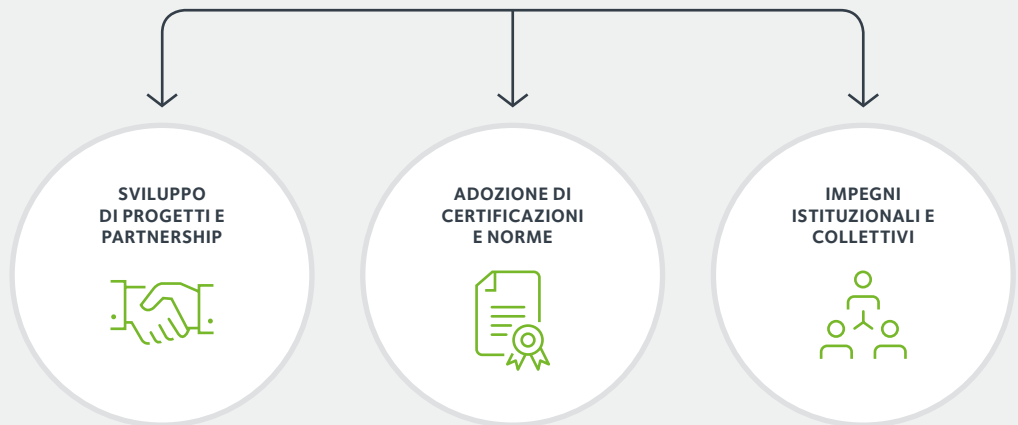 SVILUPPO
DI PROGETTI E
PARTNERSHIP
ADOZIONE DI
CERTIFICAZIONI
E NORME
IMPEGNI
ISTITUZIONALI E
COLLETTIVI